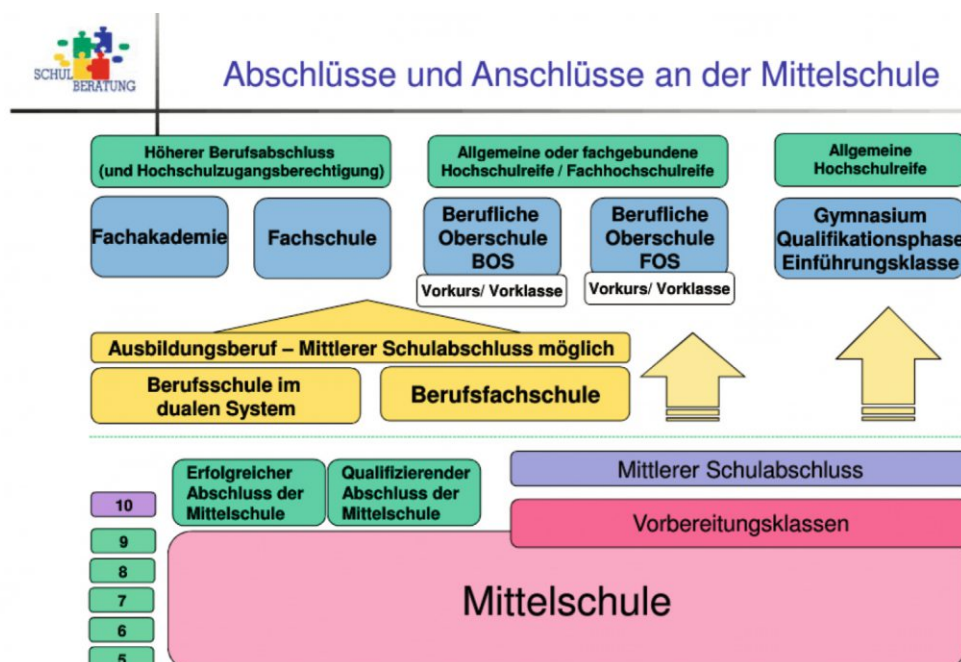 SCHUL
BERATUNG
Abschlüsse und Anschlüsse an der Mittelschule
Höherer Berufsabschluss
(und Hochschulzugangsberechtigung)
Allgemeine oder fachgebundene
Hochschulreife / Fachhochschulreife
Allgemeine
Hochschulreife
Fachakademie
Fachschule
Berufliche
Oberschule
BOS
Vorkurs/ Vorklasse
Berufliche
Oberschule
FOS
Vorkurs/ Vorklasse
Gymnasium
Qualifikationsphase
Einführungsklasse
Ausbildungsberuf – Mittlerer Schulabschluss möglich
Berufsschule im
dualen System
Berufsfachschule
Erfolgreicher
Abschluss der
Mittelschule
Qualifizierender
Abschluss der
Mittelschule
Mittlerer Schulabschluss
Vorbereitungsklassen
10
9
8
7
6
5
Mittelschule